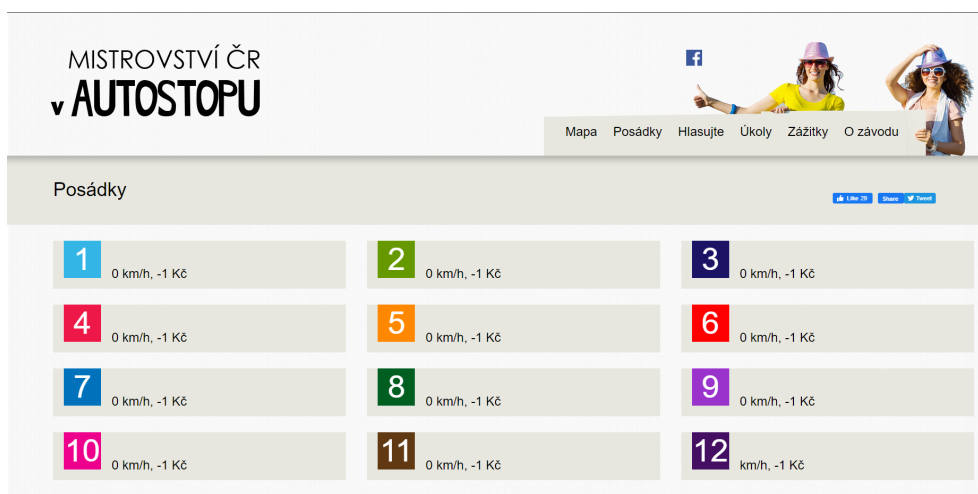 MISTROVSTVÍ ČR
v AUTOSTOPU
f
Mapa Posádky Hlasujte Úkoly Zážitky O závodu
Posádky
Like 29 Share Tweet
1 0 km/h, -1 Kč
2 0 km/h, -1 Kč
3 0 km/h, -1 Kč
4 0 km/h, -1 Kč
5 0 km/h, -1 Kč
6 0 km/h, -1 Kč
7 0 km/h, -1 Kč
8 0 km/h, -1 Kč
9 0 km/h, -1 Kč
10 0 km/h, -1 Kč
11 0 km/h, -1 Kč
12 km/h, -1 Kč